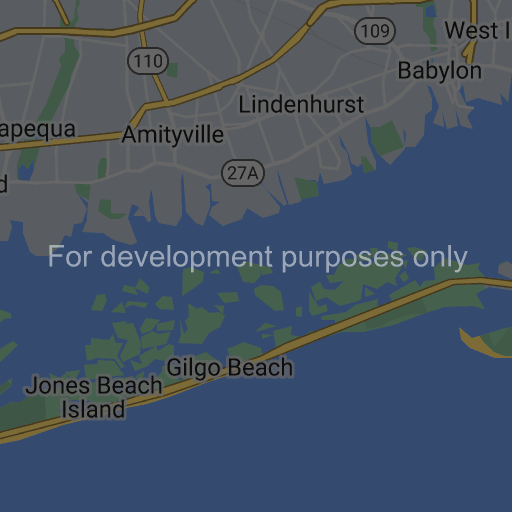 109
West I
110
Babylon
Lindenhurst
apequa
Amityville
27A
d
For development purposes only
Gilgo Beach
Jones Beach
Island